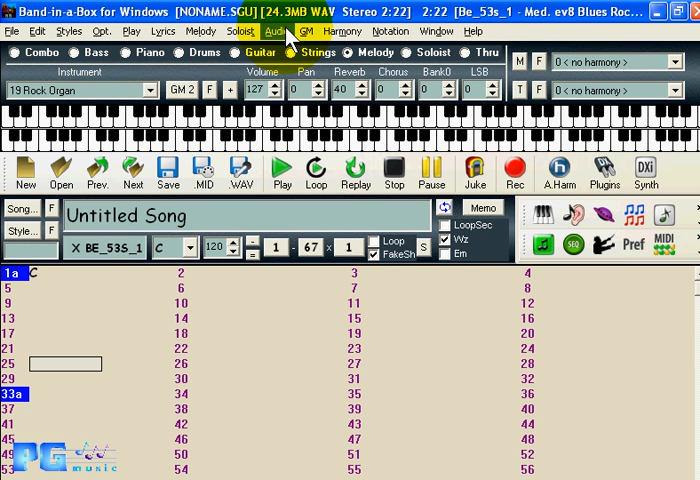 Band-in-a-Box for Windows [NONAME.SGU] [24.3MB WAV Stereo 2:22] 2:22 [Be_53s_1 - Med. ev8 Blues Roc...
File Edit Styles Opt. Play Lyrics Melody Soloist Audio GM Harmony Window Help
Combo Bass Piano Drums Guitar Strings Melody Soloist Thru
M F 0 < no harmony >
Instrument Volume Pan Reverb Chorus Bank0 LSB
19 Rock Organ GM 2 F + 127 0 40 0 0 0
T F 0 < no harmony >
New Open Prev. Next Save .MID .WAV Play Loop Replay Stop Pause Juke Rec A.Harm Plugins Synth
DXi
Song... F Untitled Song Memo
Style... F LoopSec
X BE_53S_1 C 120 - = 1 - 67 x 1 Loop S Wz
FakeSh Em
SEQ Pref MIDI
1a C 2 3 4
5 6 7 8
9 10 11 12
13 14 15 16
17 18 19 20
21 22 23 24
25 26 27 28
29 30 31 32
33a 34 35 36
37 38 39 40
41 42 43 44
45 46 47 48
49 50 51 52
53 54 55 56
PG music